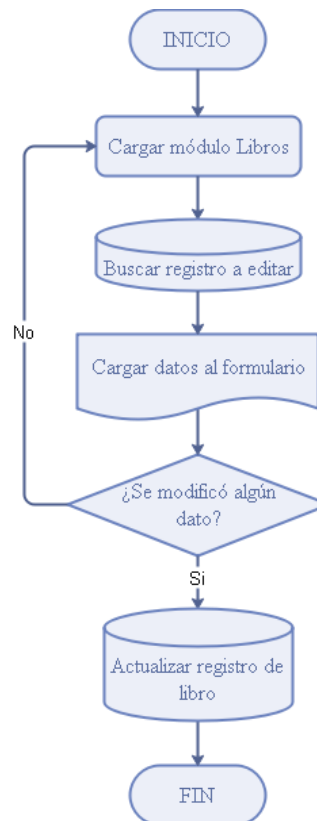 INICIO
Cargar módulo Libros
Buscar registro a editar
No
Cargar datos al formulario
¿Se modificó algún
dato?
Si
Actualizar registro de
libro
FIN